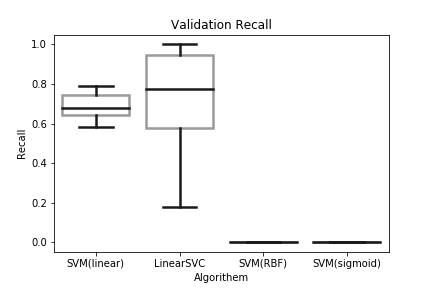 Validation Recall
1.0
0.8
0.6
0.4
0.2
0.0
Recall
SVM(linear) LinearSVC SVM(RBF) SVM(sigmoid)
Algorithem